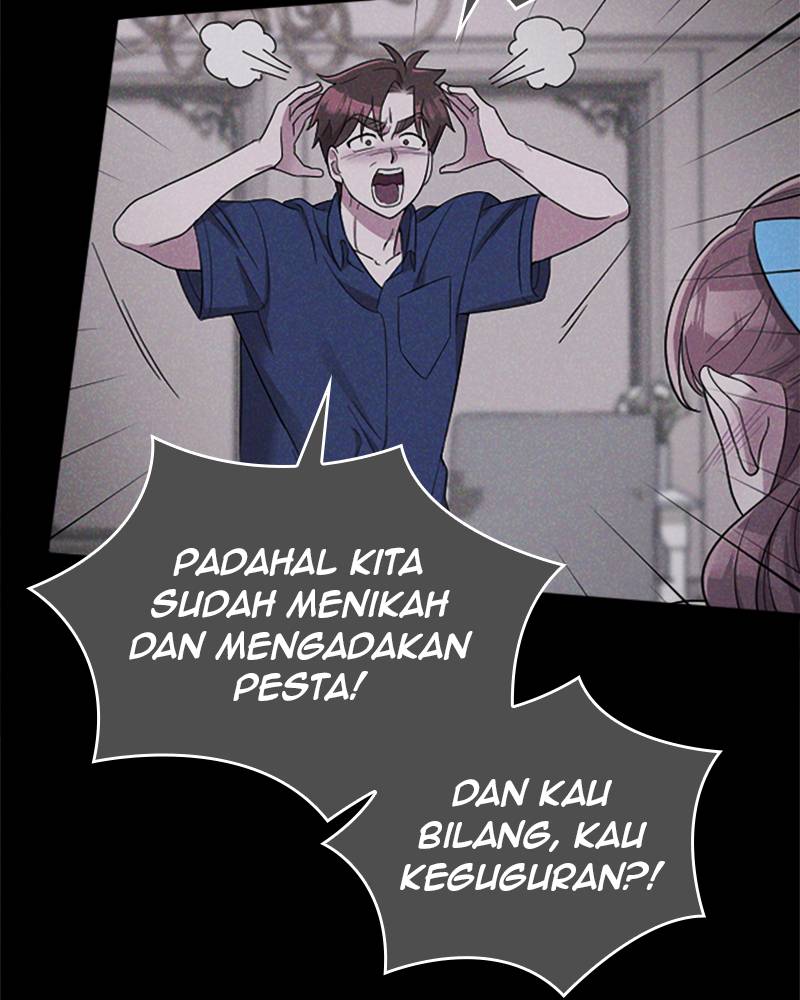 PADAHAL KITA
SUDAH MENIKAH
DAN MENGADAKAN
PESTA!
DAN KAU
BILANG, KAU
KEGUGURAN?!